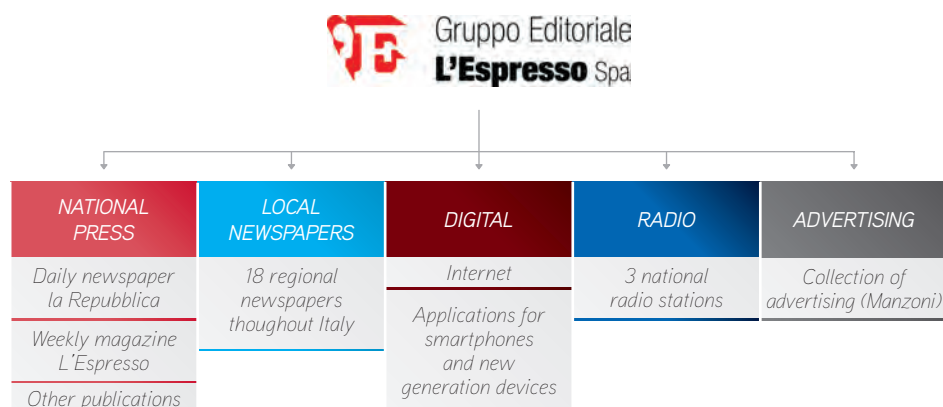 Gruppo Editoriale
L'Espresso Spa
NATIONAL
PRESS
Daily newspaper
la Repubblica
Weekly magazine
L'Espresso
Other publications
LOCAL
NEWSPAPERS
18 regional
newspapers
thoughout Italy
DIGITAL
Internet
Applications for
smartphones
and new
generation devices
RADIO
3 national
radio stations
ADVERTISING
Collection of
advertising (Manzoni)